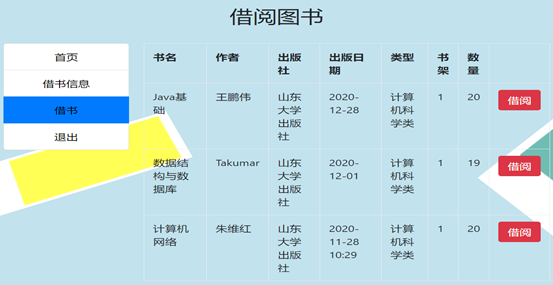 借阅图书
首页
借书信息
借书
退出
书名 作者 出版社 出版日期 类型 书架 数量
Java基础 王鹏伟 山东大学出版社 2020-12-28 计算机科学类 1 20 借阅
数据结构与数据库 Takumar 山东大学出版社 2020-12-01 计算机科学类 1 19 借阅
计算机网络 朱维红 山东大学出版社 2020-11-28 10:29 计算机科学类 1 20 借阅